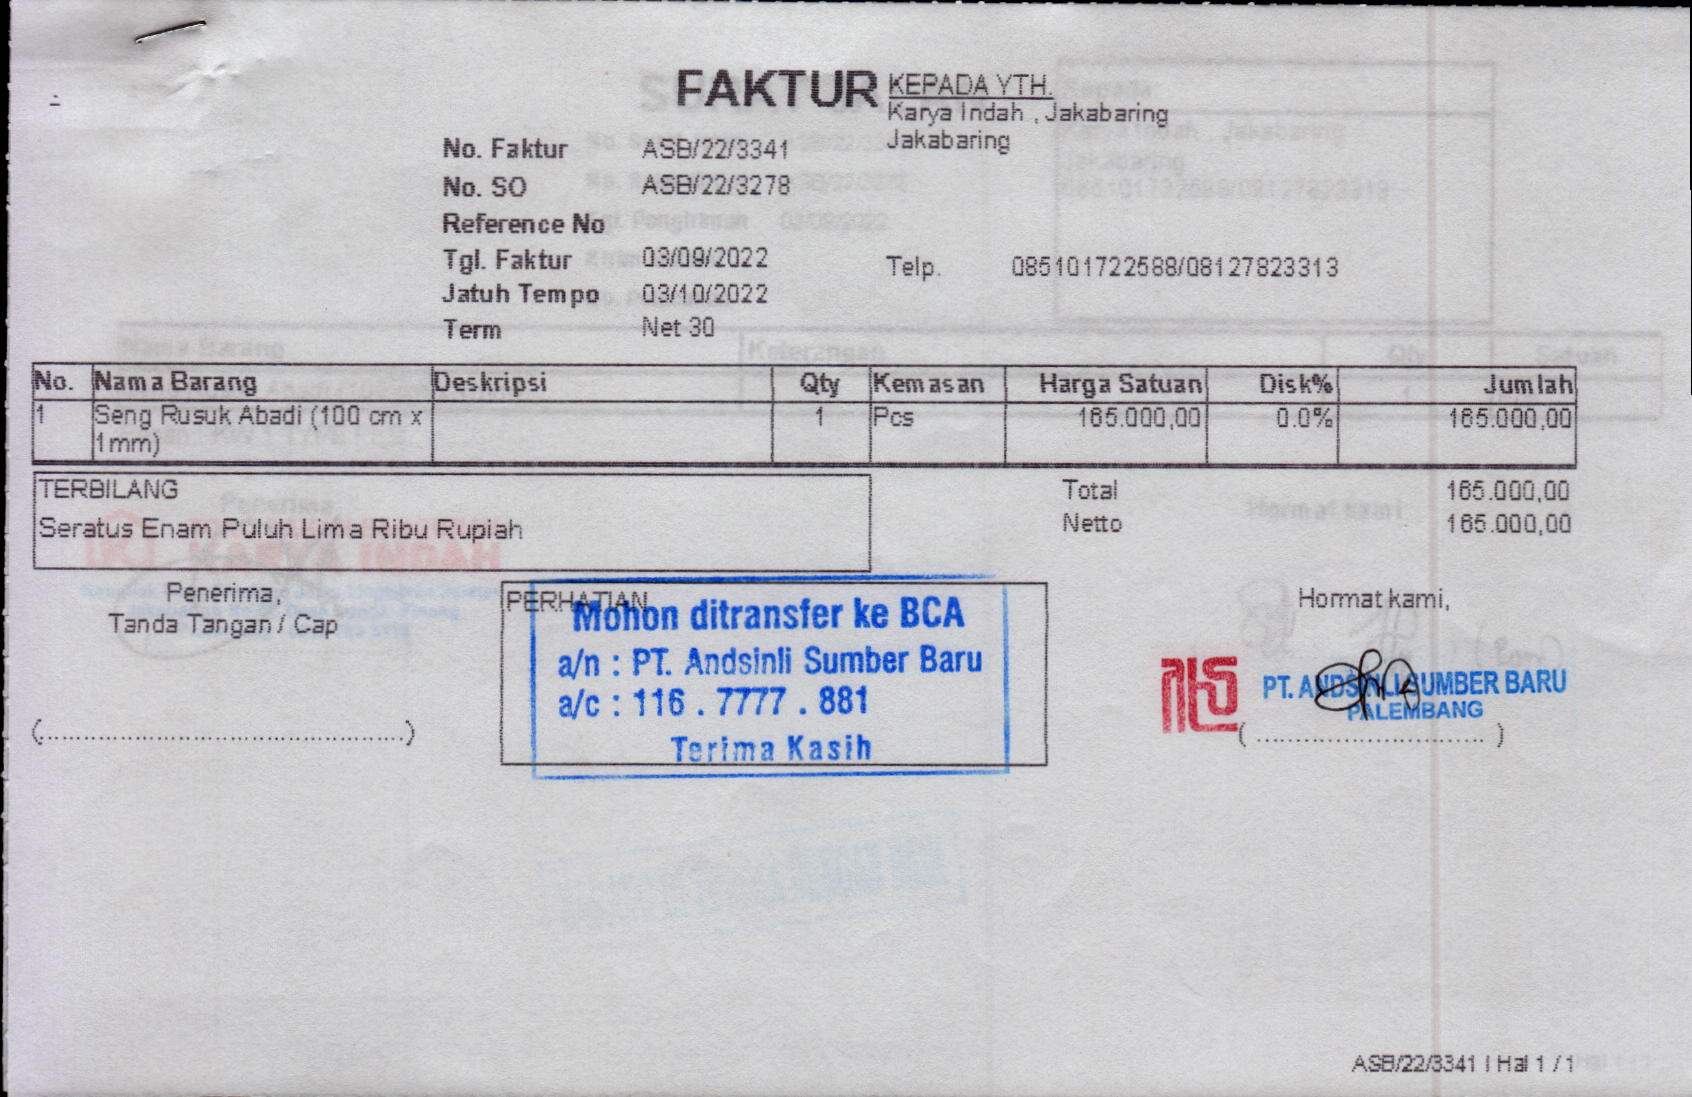 FAKTUR
KEPADA YTH.
Karya Indah , Jakabaring
Jakabaring
No. Faktur ASB/22/3341
No. SO ASB/22/3278
Reference No
Tgl. Faktur 03/09/2022
Telp. 085101722588/08127823313
Jatuh Tempo 03/10/2022
Term Net 30
No. Nama Barang Deskripsi Qty Kemasan Harga Satuan Disk% Jumlah
1 Seng Rusuk Abadi (100 cm x 1 Pcs 165.000,00 0.0% 165.000,00
1mm)
TERBILANG
Seratus Enam Puluh Lima Ribu Rupiah
Total 165.000,00
Netto 165.000,00
Penerima,
Tanda Tangan / Cap
(................................................)
PERHATIAN
Mohon ditransfer ke BCA
a/n : PT. Andsinli Sumber Baru
a/c : 116 . 7777 . 881
Terima Kasih
Hormat kami,
PT. ANDSINLI SUMBER BARU
PALEMBANG
( .............................. )
ASB/22/3341 | Hal 1 / 1